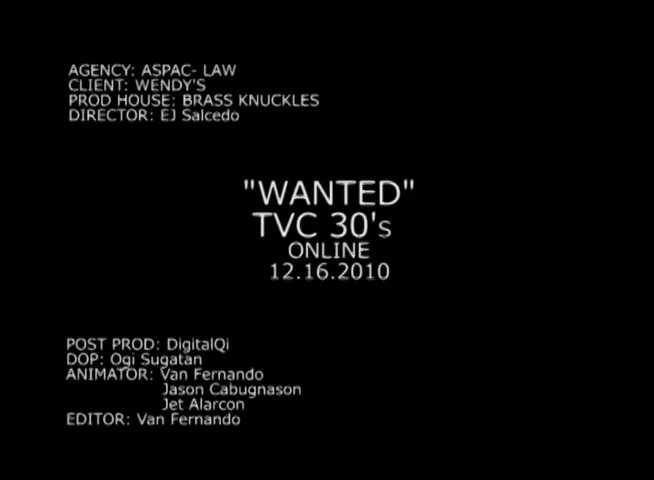 AGENCY: ASPAC- LAW
CLIENT: WENDY'S
PROD HOUSE: BRASS KNUCKLES
DIRECTOR: EJ Salcedo
"WANTED"
TVC 30's
ONLINE
12.16.2010
POST PROD: DigitalQi
DOP: Ogi Sugatan
ANIMATOR: Van Fernando
Jason Cabugnason
Jet Alarcon
EDITOR: Van Fernando